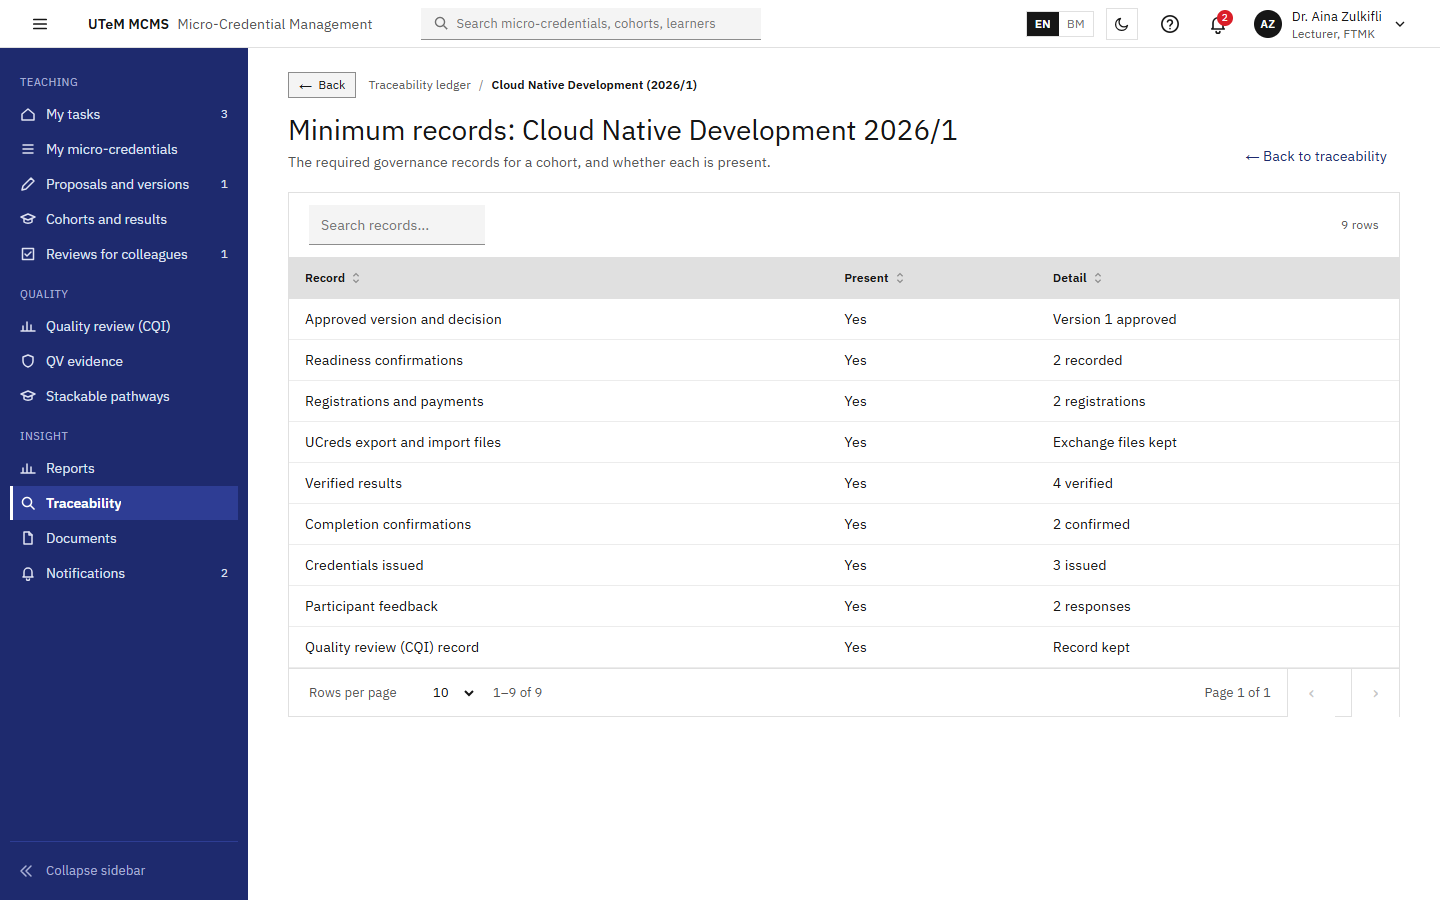 UTeM MCMS Micro-Credential Management
Search micro-credentials, cohorts, learners
EN BM
2
AZ
Dr. Aina Zulkifli
Lecturer, FTMK
TEACHING
My tasks 3
My micro-credentials
Proposals and versions 1
Cohorts and results
Reviews for colleagues 1
QUALITY
Quality review (CQI)
QV evidence
Stackable pathways
INSIGHT
Reports
Traceability
Documents
Notifications 2
Collapse sidebar
← Back Traceability ledger / Cloud Native Development (2026/1)
Minimum records: Cloud Native Development 2026/1
The required governance records for a cohort, and whether each is present.
← Back to traceability
Search records...
9 rows
Record Present Detail
Approved version and decision Yes Version 1 approved
Readiness confirmations Yes 2 recorded
Registrations and payments Yes 2 registrations
UCreds export and import files Yes Exchange files kept
Verified results Yes 4 verified
Completion confirmations Yes 2 confirmed
Credentials issued Yes 3 issued
Participant feedback Yes 2 responses
Quality review (CQI) record Yes Record kept
Rows per page 10 1–9 of 9 Page 1 of 1 ‹ ›